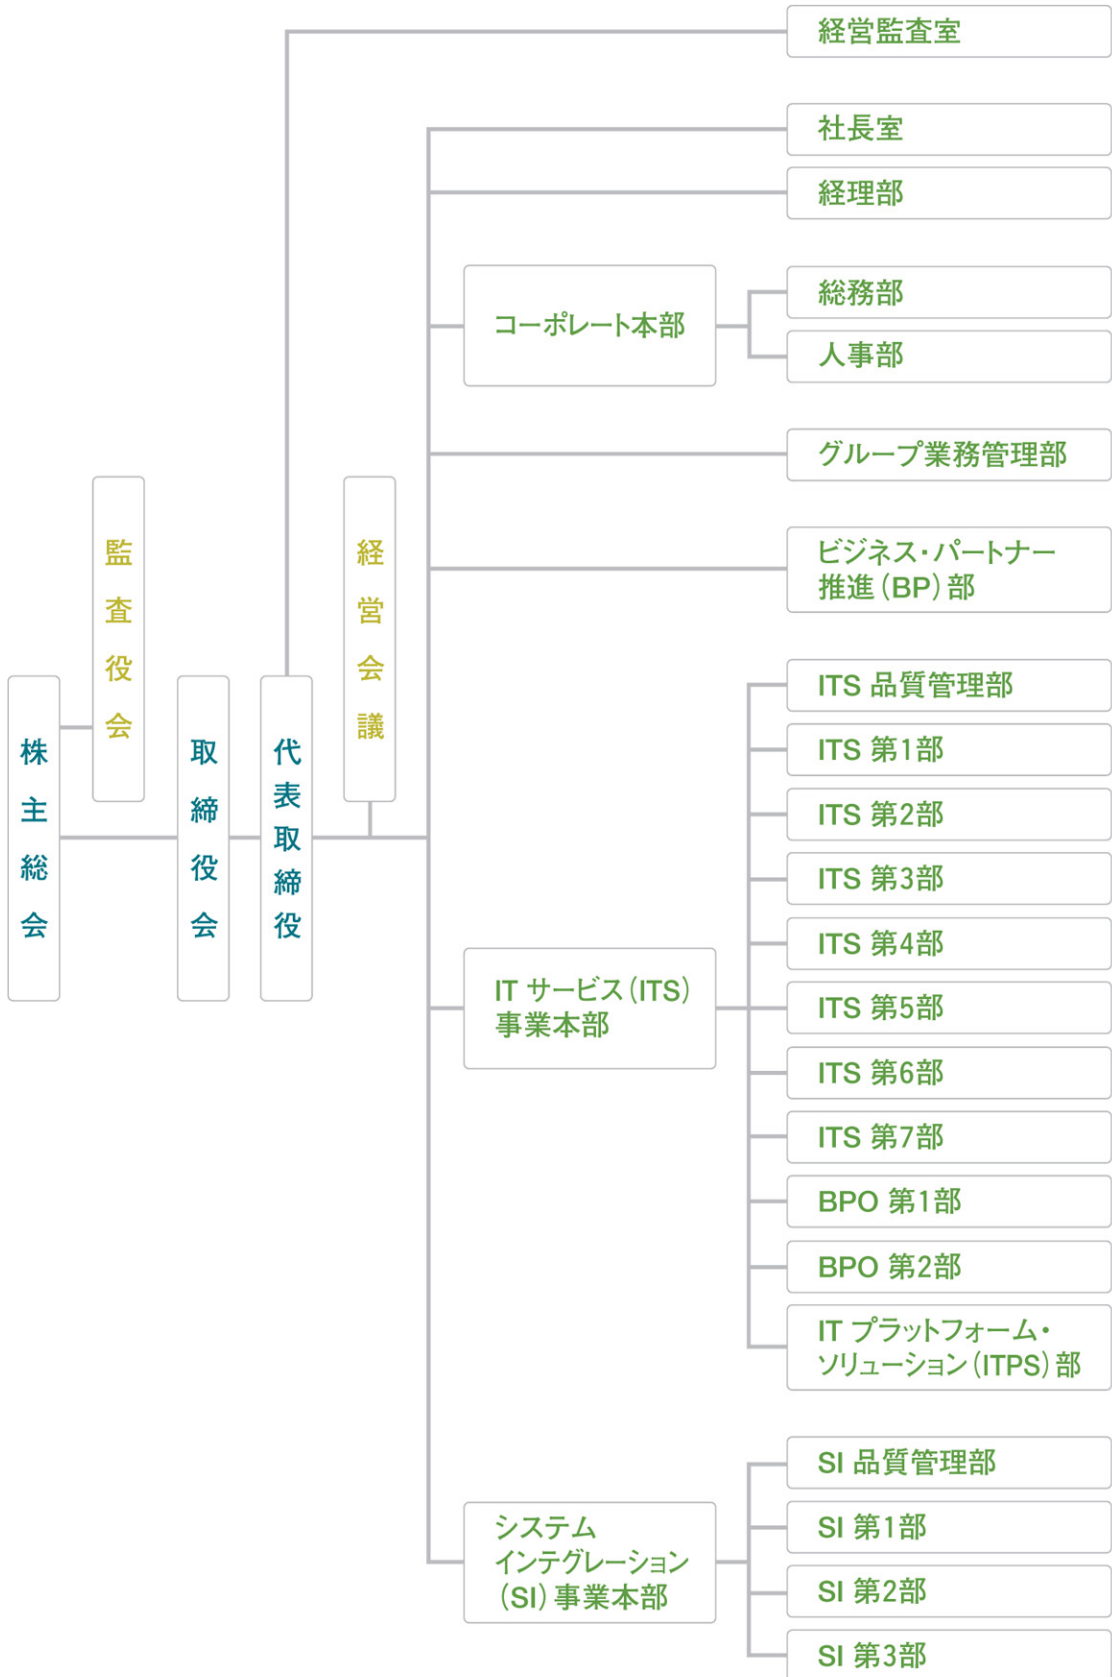 株主総会
監査役会
取締役会
代表取締役
経営会議
経営監査室
社長室
経理部
コーポレート本部
総務部
人事部
グループ業務管理部
ビジネス・パートナー
推進(BP)部
IT サービス(ITS)
事業本部
ITS 品質管理部
ITS 第1部
ITS 第2部
ITS 第3部
ITS 第4部
ITS 第5部
ITS 第6部
ITS 第7部
BPO 第1部
BPO 第2部
IT プラットフォーム・
ソリューション(ITPS)部
システム
インテグレーション
(SI)事業本部
SI 品質管理部
SI 第1部
SI 第2部
SI 第3部